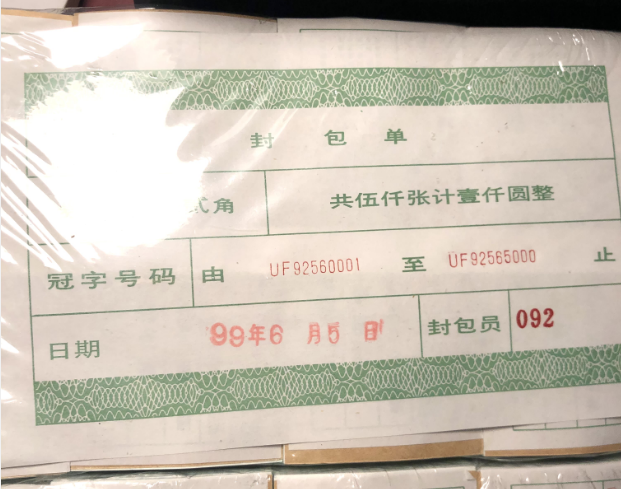 封包单
贰角 共伍仟张计壹仟圆整
冠字号码 由 UF92560001 至 UF92565000 止
日期 99年6月5日 封包员 092